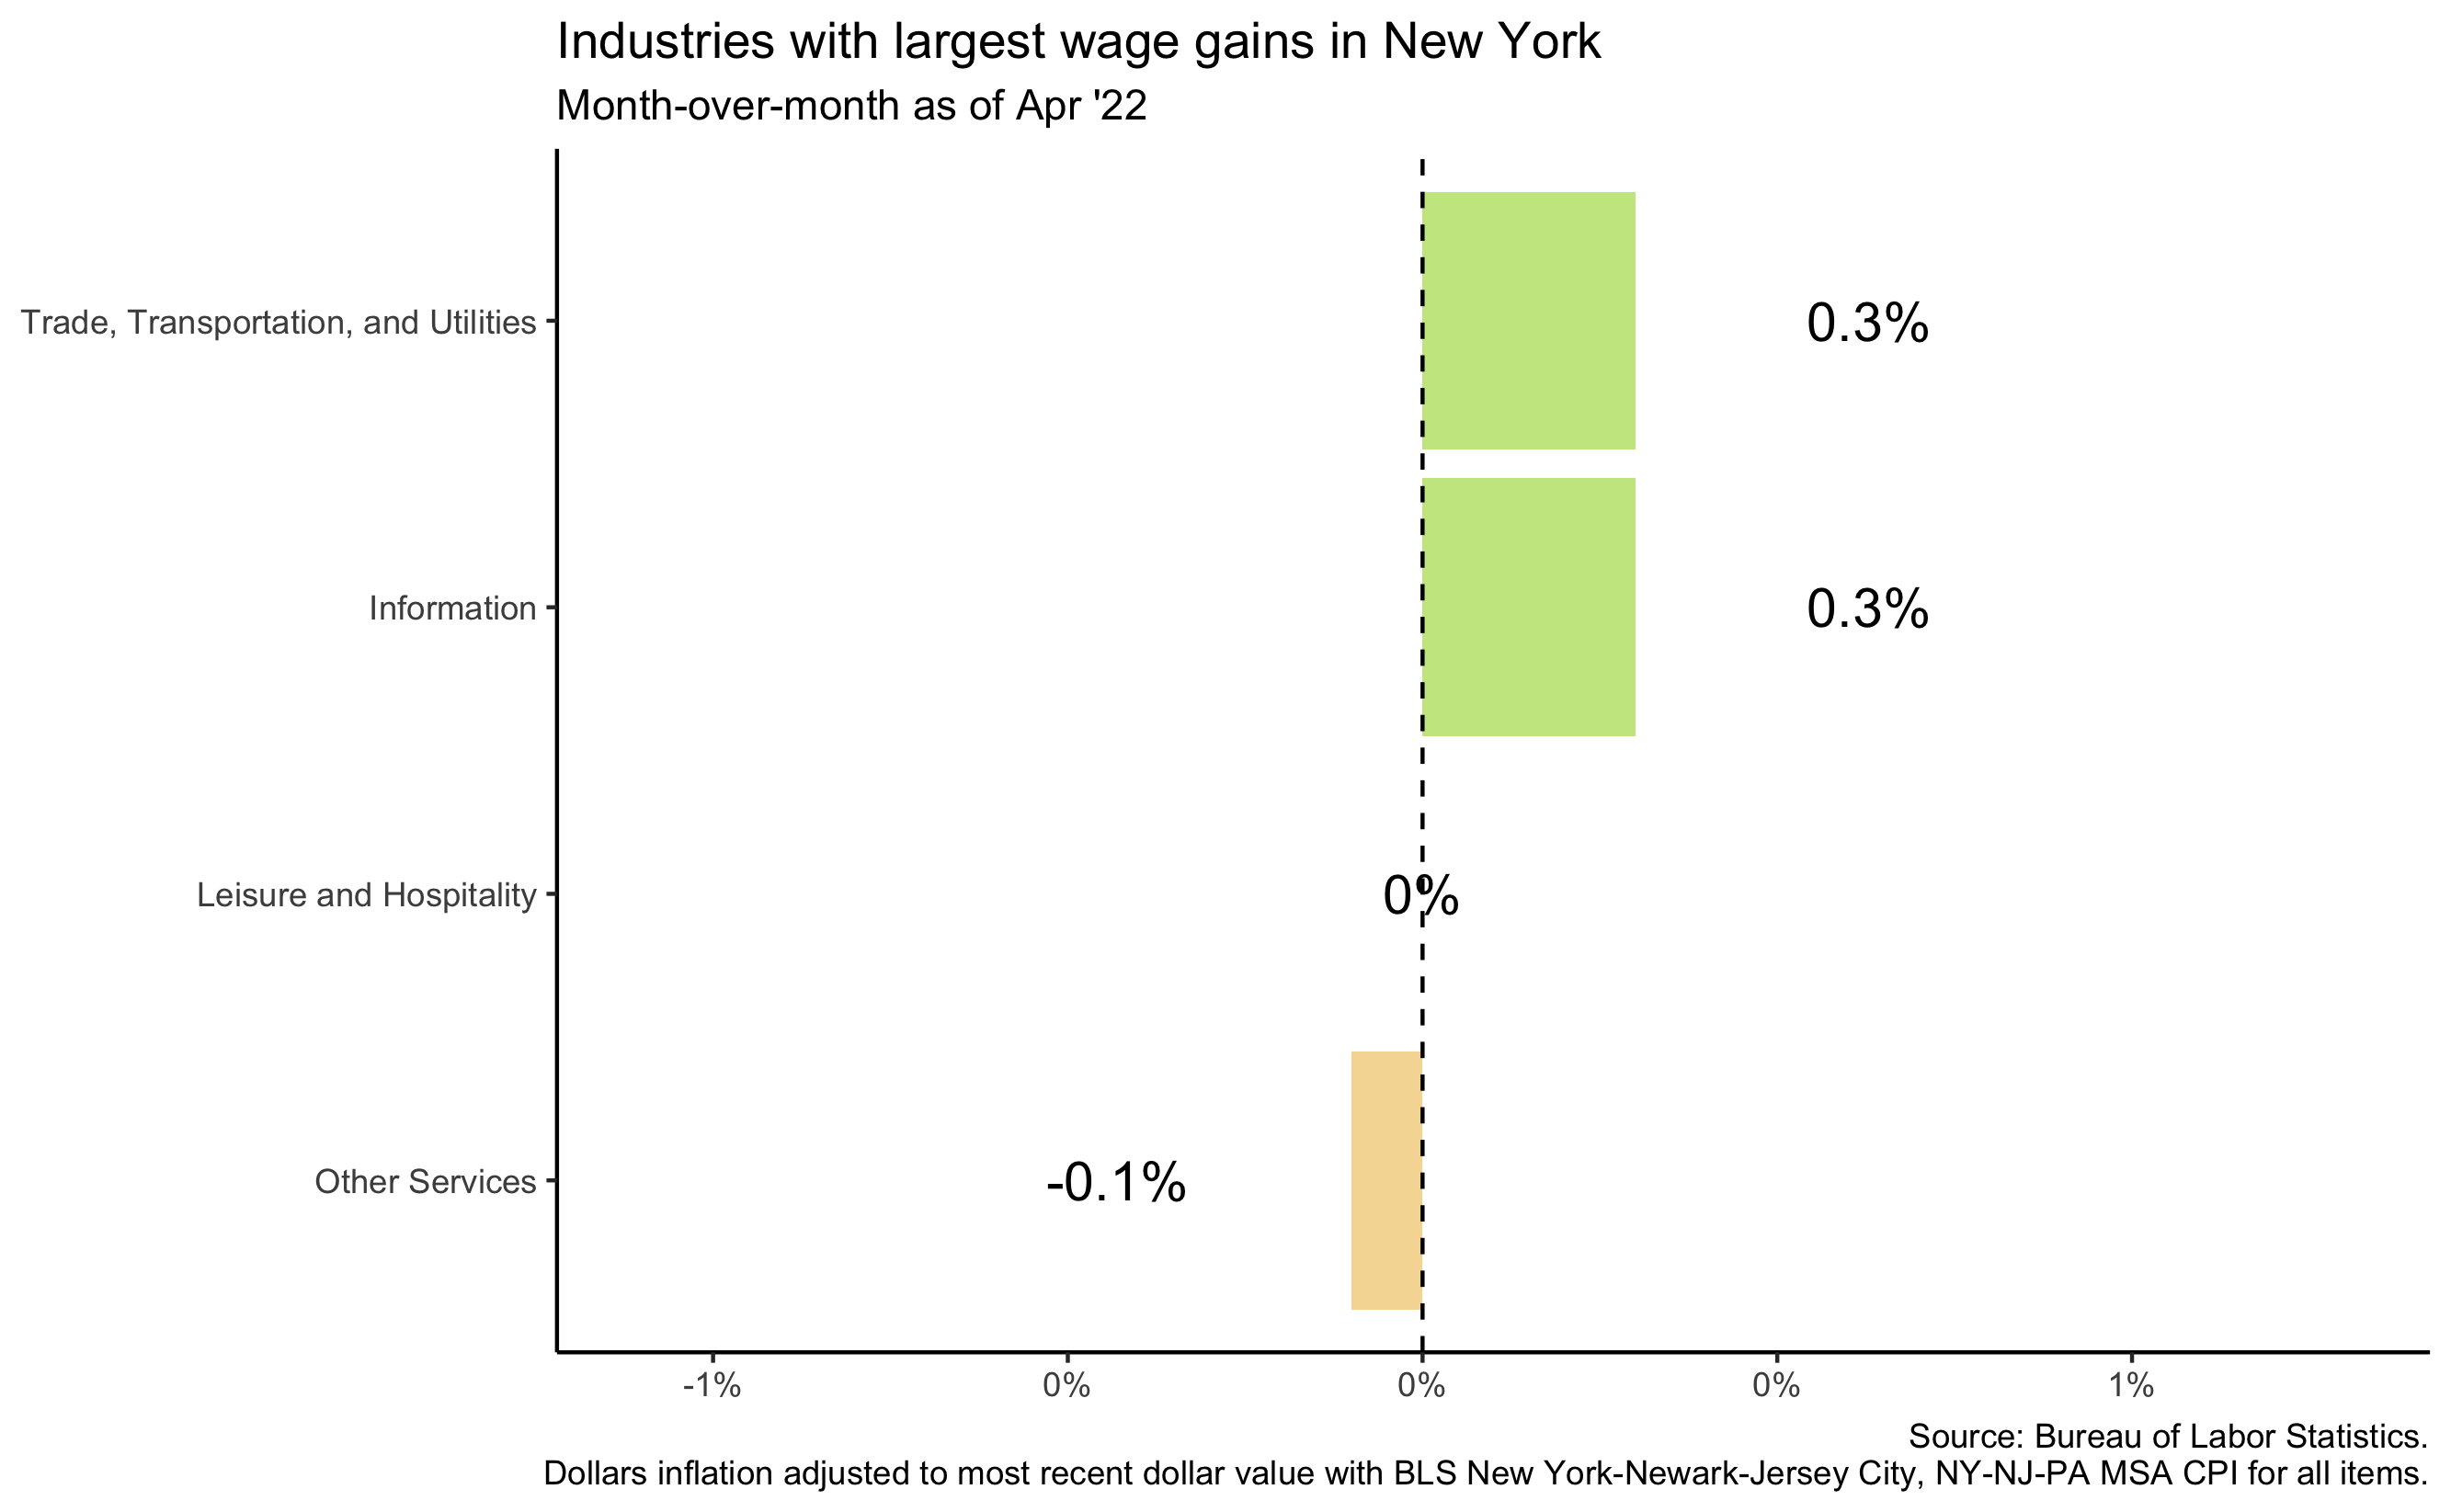 Industries with largest wage gains in New York
Month-over-month as of Apr '22
Trade, Transportation, and Utilities
0.3%
Information
0.3%
Leisure and Hospitality
0%
Other Services
-0.1%
-1%
0%
0%
0%
1%
Source: Bureau of Labor Statistics.
Dollars inflation adjusted to most recent dollar value with BLS New York-Newark-Jersey City, NY-NJ-PA MSA CPI for all items.